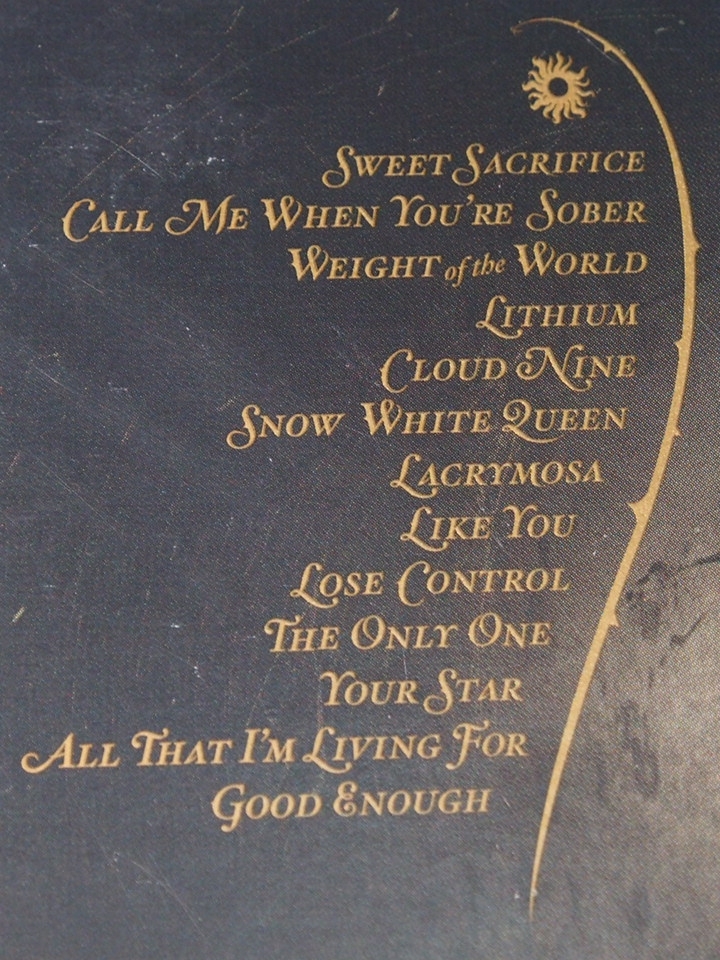 Sweet Sacrifice
Call Me When You're Sober
Weight of the World
Lithium
Cloud Nine
Snow White Queen
Lacrymosa
Like You
Lose Control
The Only One
Your Star
All That I'm Living For
Good Enough